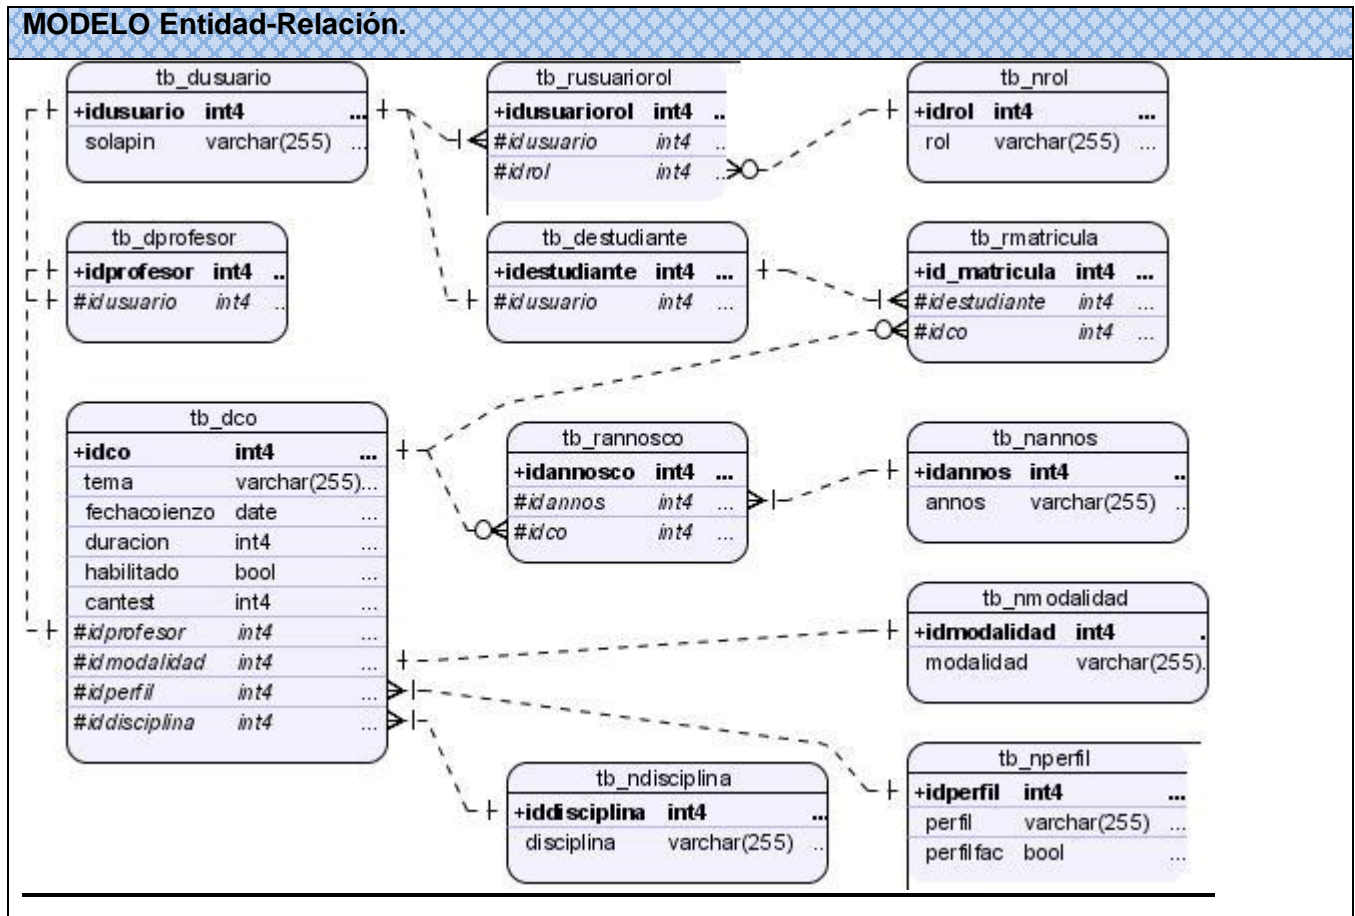 MODELO Entidad-Relación.
tb_dusuario
+idusuario int4 ...
solapin varchar(255) ...
tb_rusuariorol
+idusuariorol int4 ..
#idusuario int4 ..
#idrol int4 ..
tb_nrol
+idrol int4 ...
rol varchar(255) ...
tb_dprofesor
+idprofesor int4 ..
#idusuario int4 ..
tb_destudiante
+idestudiante int4 ...
#idusuario int4 ...
tb_rmatricula
+id_matricula int4 ...
#idestudiante int4 ...
#idco int4 ...
tb_dco
+idco int4 ...
tema varchar(255)...
fechacoienzo date ...
duracion int4 ...
habilitado bool ...
cantest int4 ...
#idprofesor int4 ...
#idmodalidad int4 ...
#idperfil int4 ...
#iddisciplina int4 ...
tb_rannosco
+idannosco int4 ...
#idannos int4 ...
#idco int4 ...
tb_nannos
+idannos int4 ..
annos varchar(255) ..
tb_nmodalidad
+idmodalidad int4 .
modalidad varchar(255).
tb_ndisciplina
+iddisciplina int4 ...
disciplina varchar(255) ..
tb_nperfil
+idperfil int4 ...
perfil varchar(255) ...
perfilfac bool ...